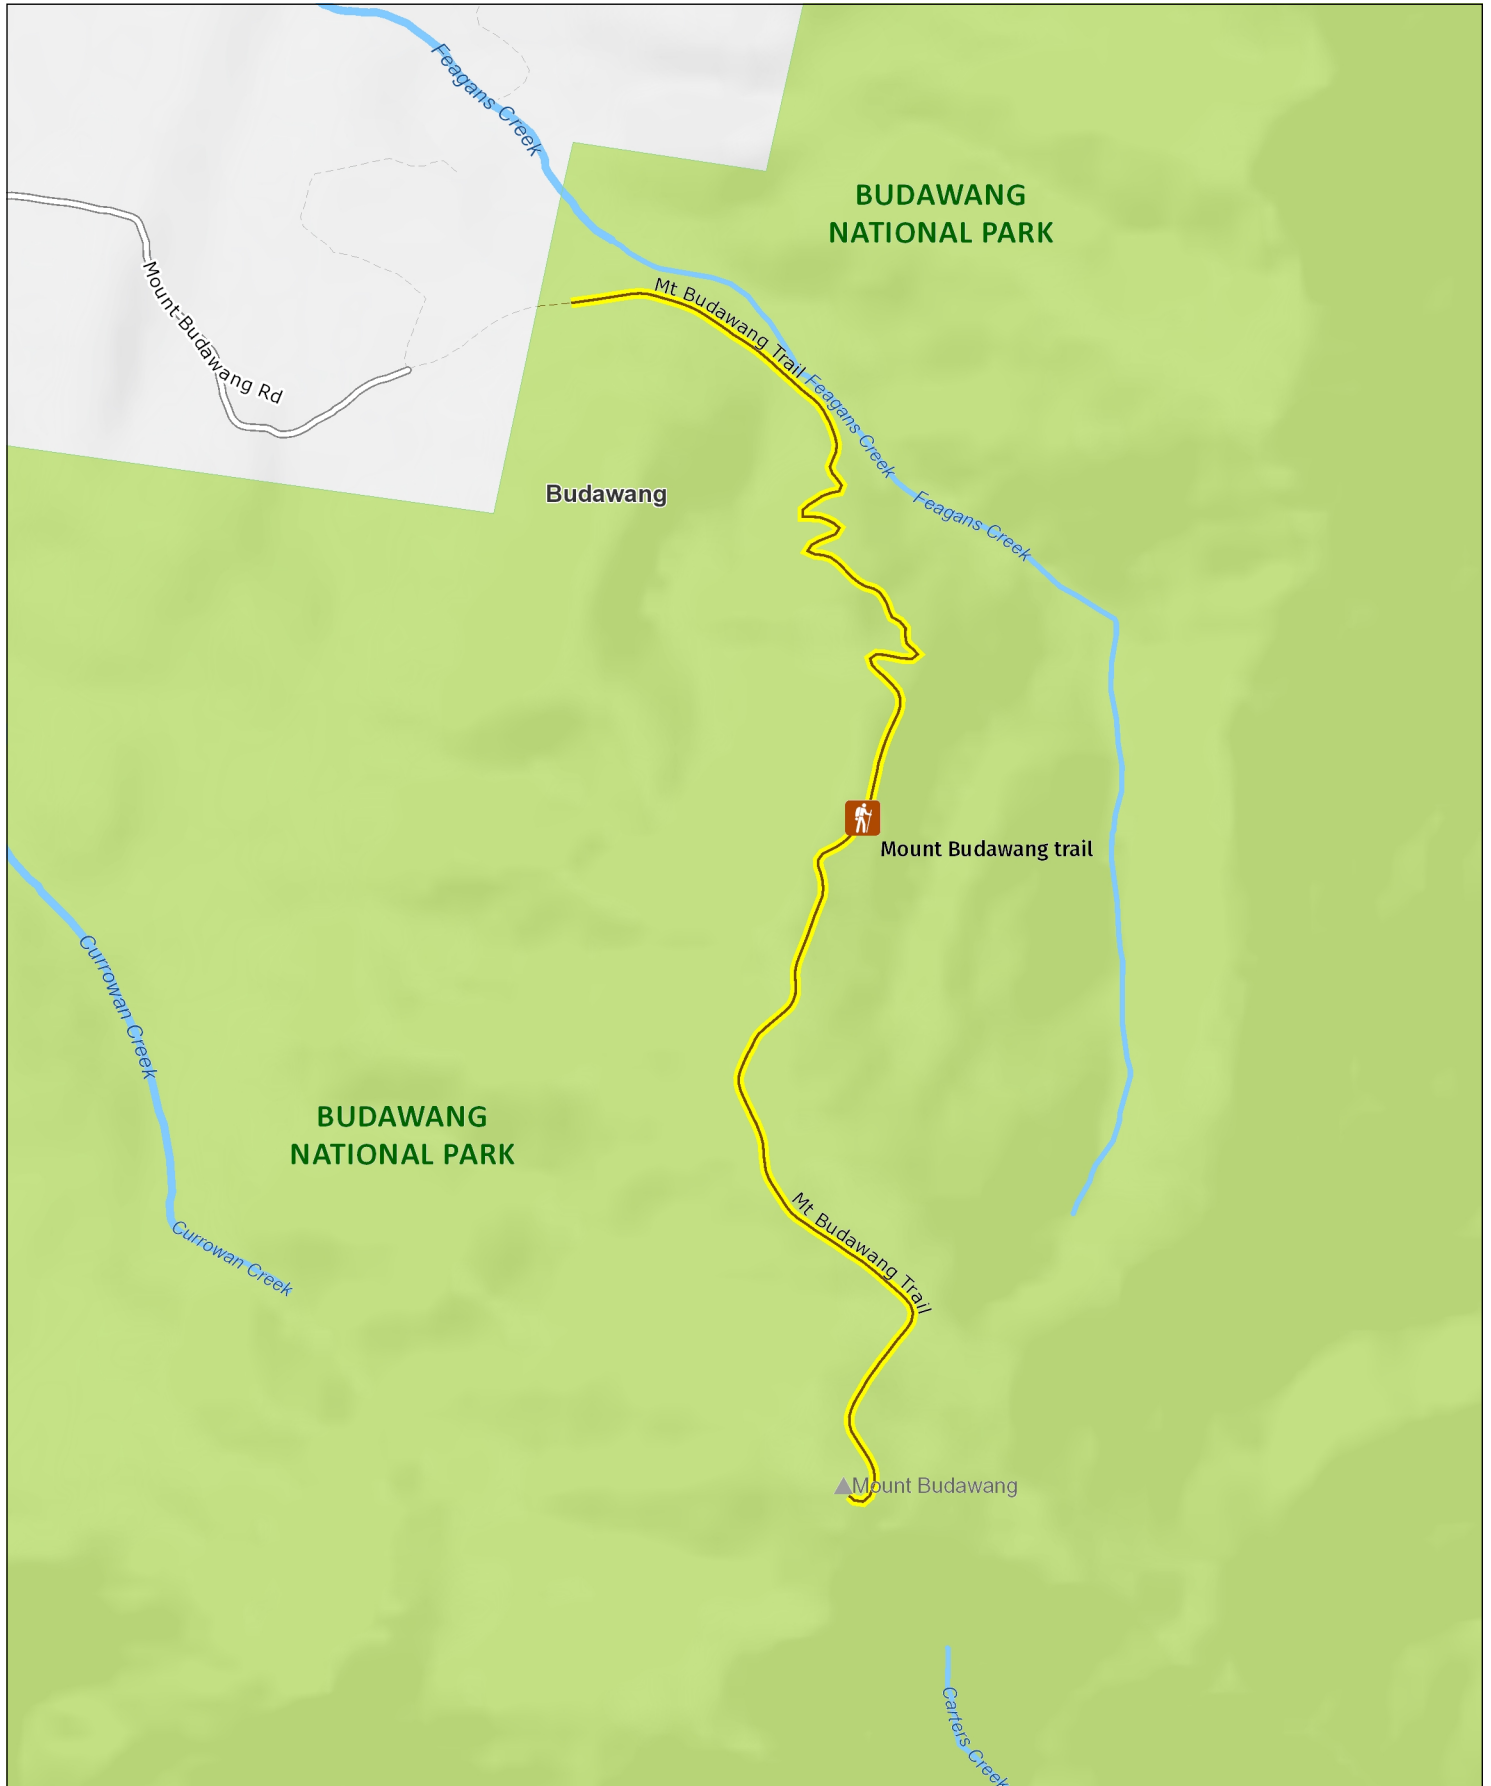 Feagans Creek
BUDAWANG
NATIONAL PARK
Mount-Budawang Rd
Mt Budawang Trail
Feagans Creek
Budawang
Feagans Creek
Mount Budawang trail
Currowan Creek
BUDAWANG
NATIONAL PARK
Mt Budawang Trail
Currowan Creek
Mount Budawang
Carters Creek